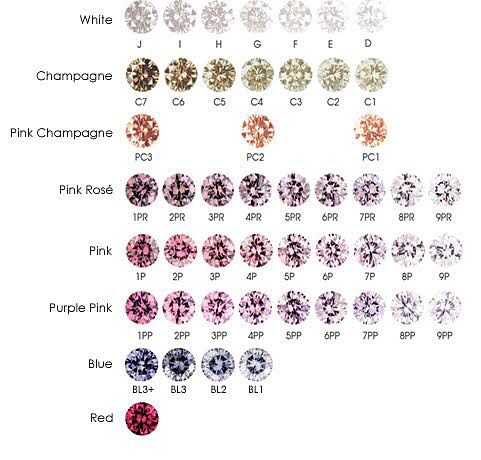 White
J I H G F E D
Champagne
C7 C6 C5 C4 C3 C2 C1
Pink Champagne
PC3 PC2 PC1
Pink Rosé
1PR 2PR 3PR 4PR 5PR 6PR 7PR 8PR 9PR
Pink
1P 2P 3P 4P 5P 6P 7P 8P 9P
Purple Pink
1PP 2PP 3PP 4PP 5PP 6PP 7PP 8PP 9PP
Blue
BL3+ BL3 BL2 BL1
Red